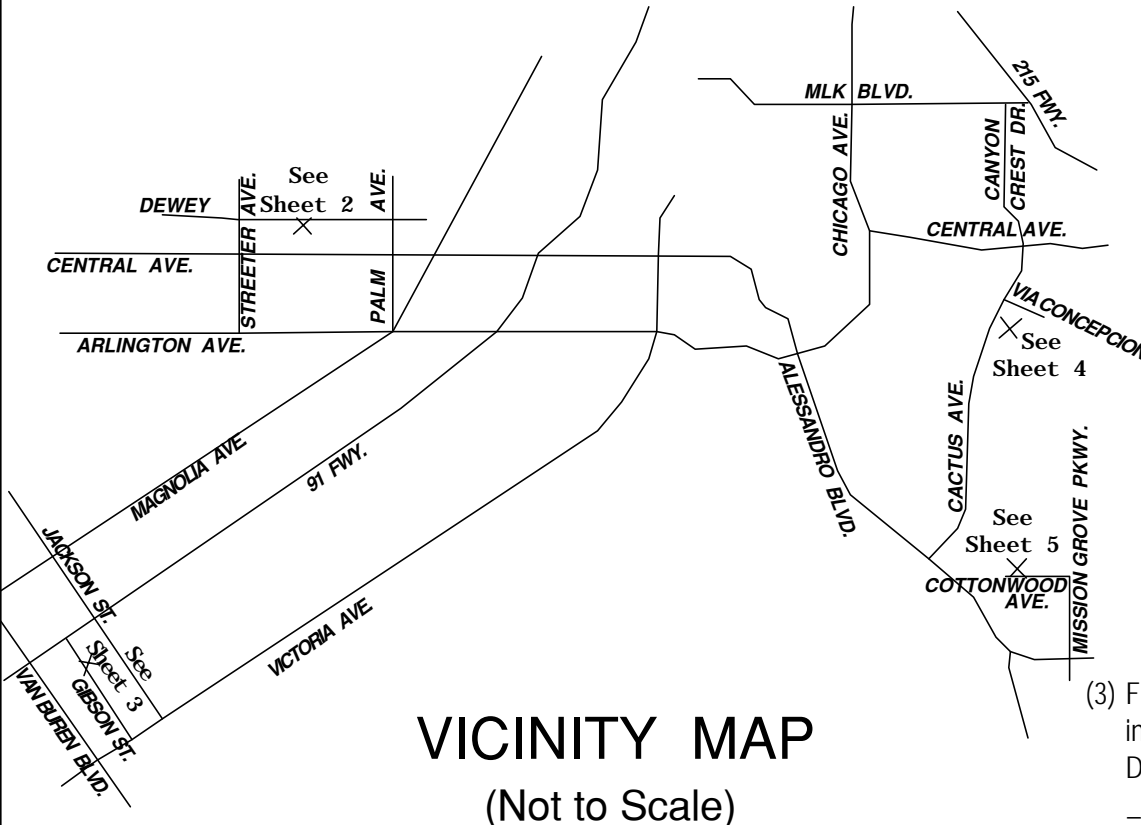 215 FWY.
MLK BLVD.
CHICAGO AVE.
CANYON
CREST DR.
See
Sheet 2
DEWEY
STREETER AVE.
PALM AVE.
CENTRAL AVE.
CENTRAL AVE.
ARLINGTON AVE.
VIA CONCEPCION
See
Sheet 4
ALESSANDRO BLVD.
CACTUS AVE.
MISSION GROVE PKWY.
MAGNOLIA AVE.
91 FWY.
See
Sheet 5
COTTONWOOD
AVE.
JACKSON ST.
VICTORIA AVE
See
Sheet 3
GIBSON ST.
VAN BUREN BLVD.
(3) F
in
D
VICINITY MAP
(Not to Scale)